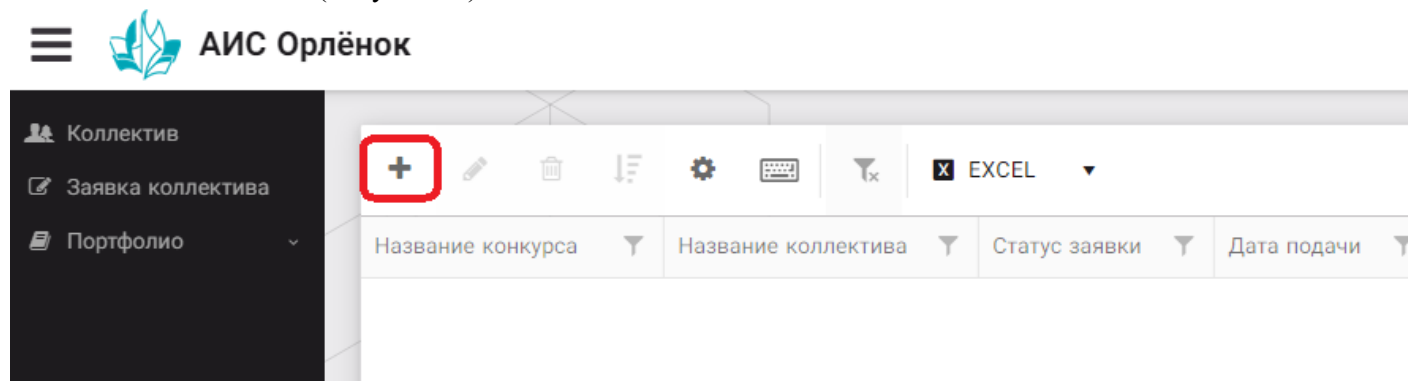 АИС Орлёнок
Коллектив
Заявка коллектива
Портфолио
X EXCEL
Название конкурса Название коллектива Статус заявки Дата подачи